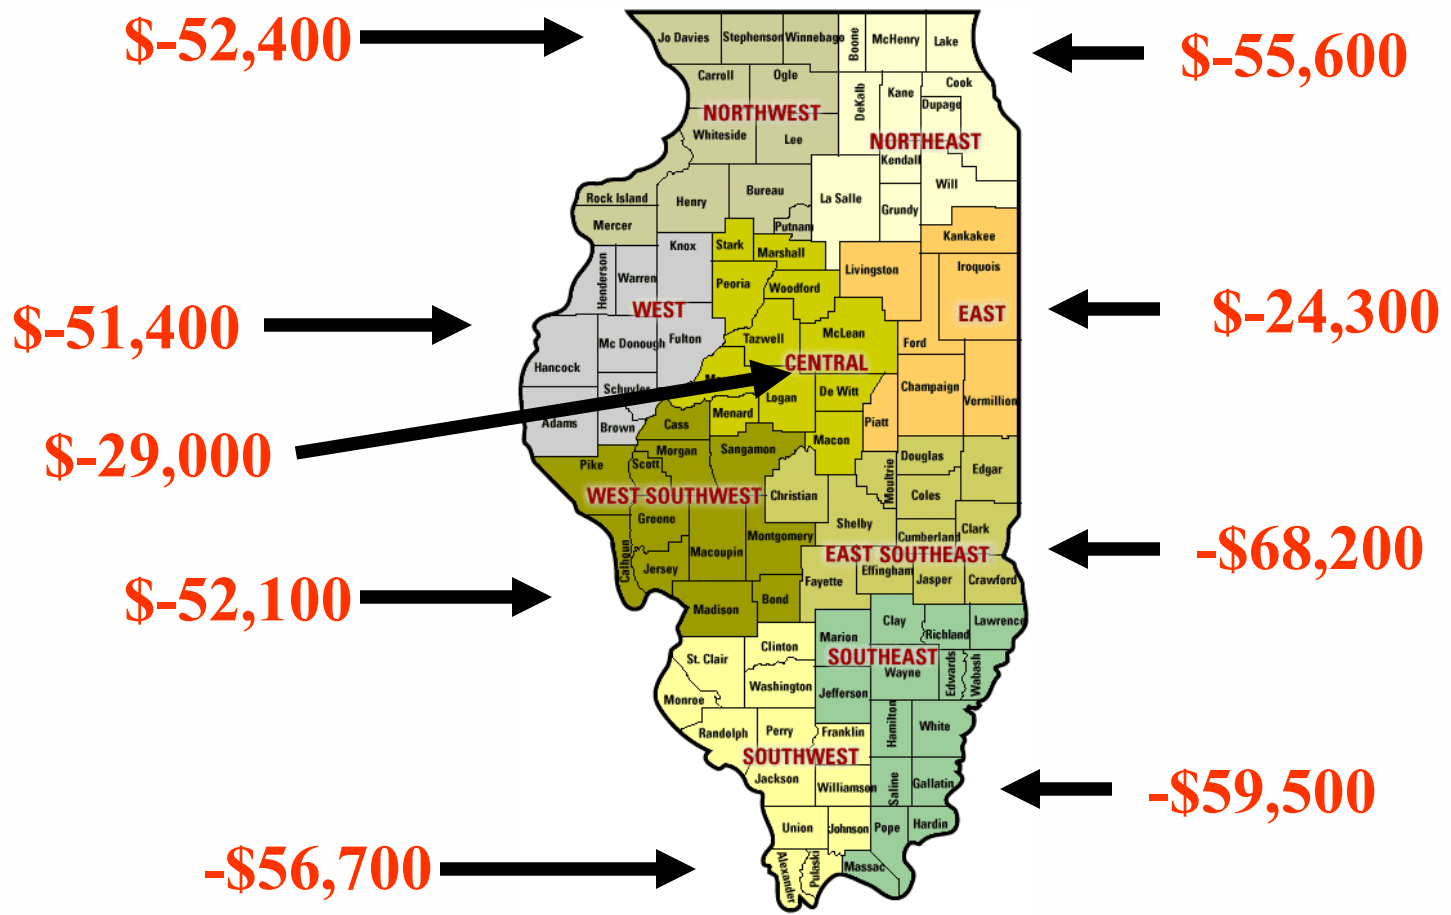 $-52,400
$-55,600
Jo Davies
Stephenson
Winnebago
Boone
McHenry
Lake
Carroll
Ogle
DeKalb
Kane
Cook
Dupage
NORTHWEST
NORTHEAST
Whiteside
Lee
Kendall
Will
Rock Island
Henry
Bureau
La Salle
Grundy
Mercer
Putnam
Kankakee
Knox
Stark
Marshall
Livingston
Iroquois
Henderson
Warren
Peoria
Woodford
$-51,400
WEST
EAST
$-24,300
Mc Donough
Fulton
Tazwell
McLean
Ford
Hancock
CENTRAL
Schuyler
Logan
De Witt
Champaign
Vermillion
Adams
Brown
Cass
Menard
Macon
Piatt
$-29,000
Pike
Scott
Morgan
Sangamon
Moultrie
Douglas
Edgar
WEST SOUTHWEST
Christian
Coles
Greene
Shelby
Clark
Calhoun
Macoupin
Montgomery
Cumberland
EAST SOUTHEAST
-$68,200
Jersey
Fayette
Effingham
Jasper
Crawford
$-52,100
Madison
Bond
Clay
Lawrence
Marion
Richland
St. Clair
Clinton
SOUTHEAST
Washington
Wayne
Edwards
Wabash
Monroe
Jefferson
Randolph
Perry
Franklin
Hamilton
White
SOUTHWEST
Jackson
Williamson
Saline
Gallatin
-$59,500
Union
Johnson
Pope
Hardin
-$56,700
Alexander
Pulaski
Massac